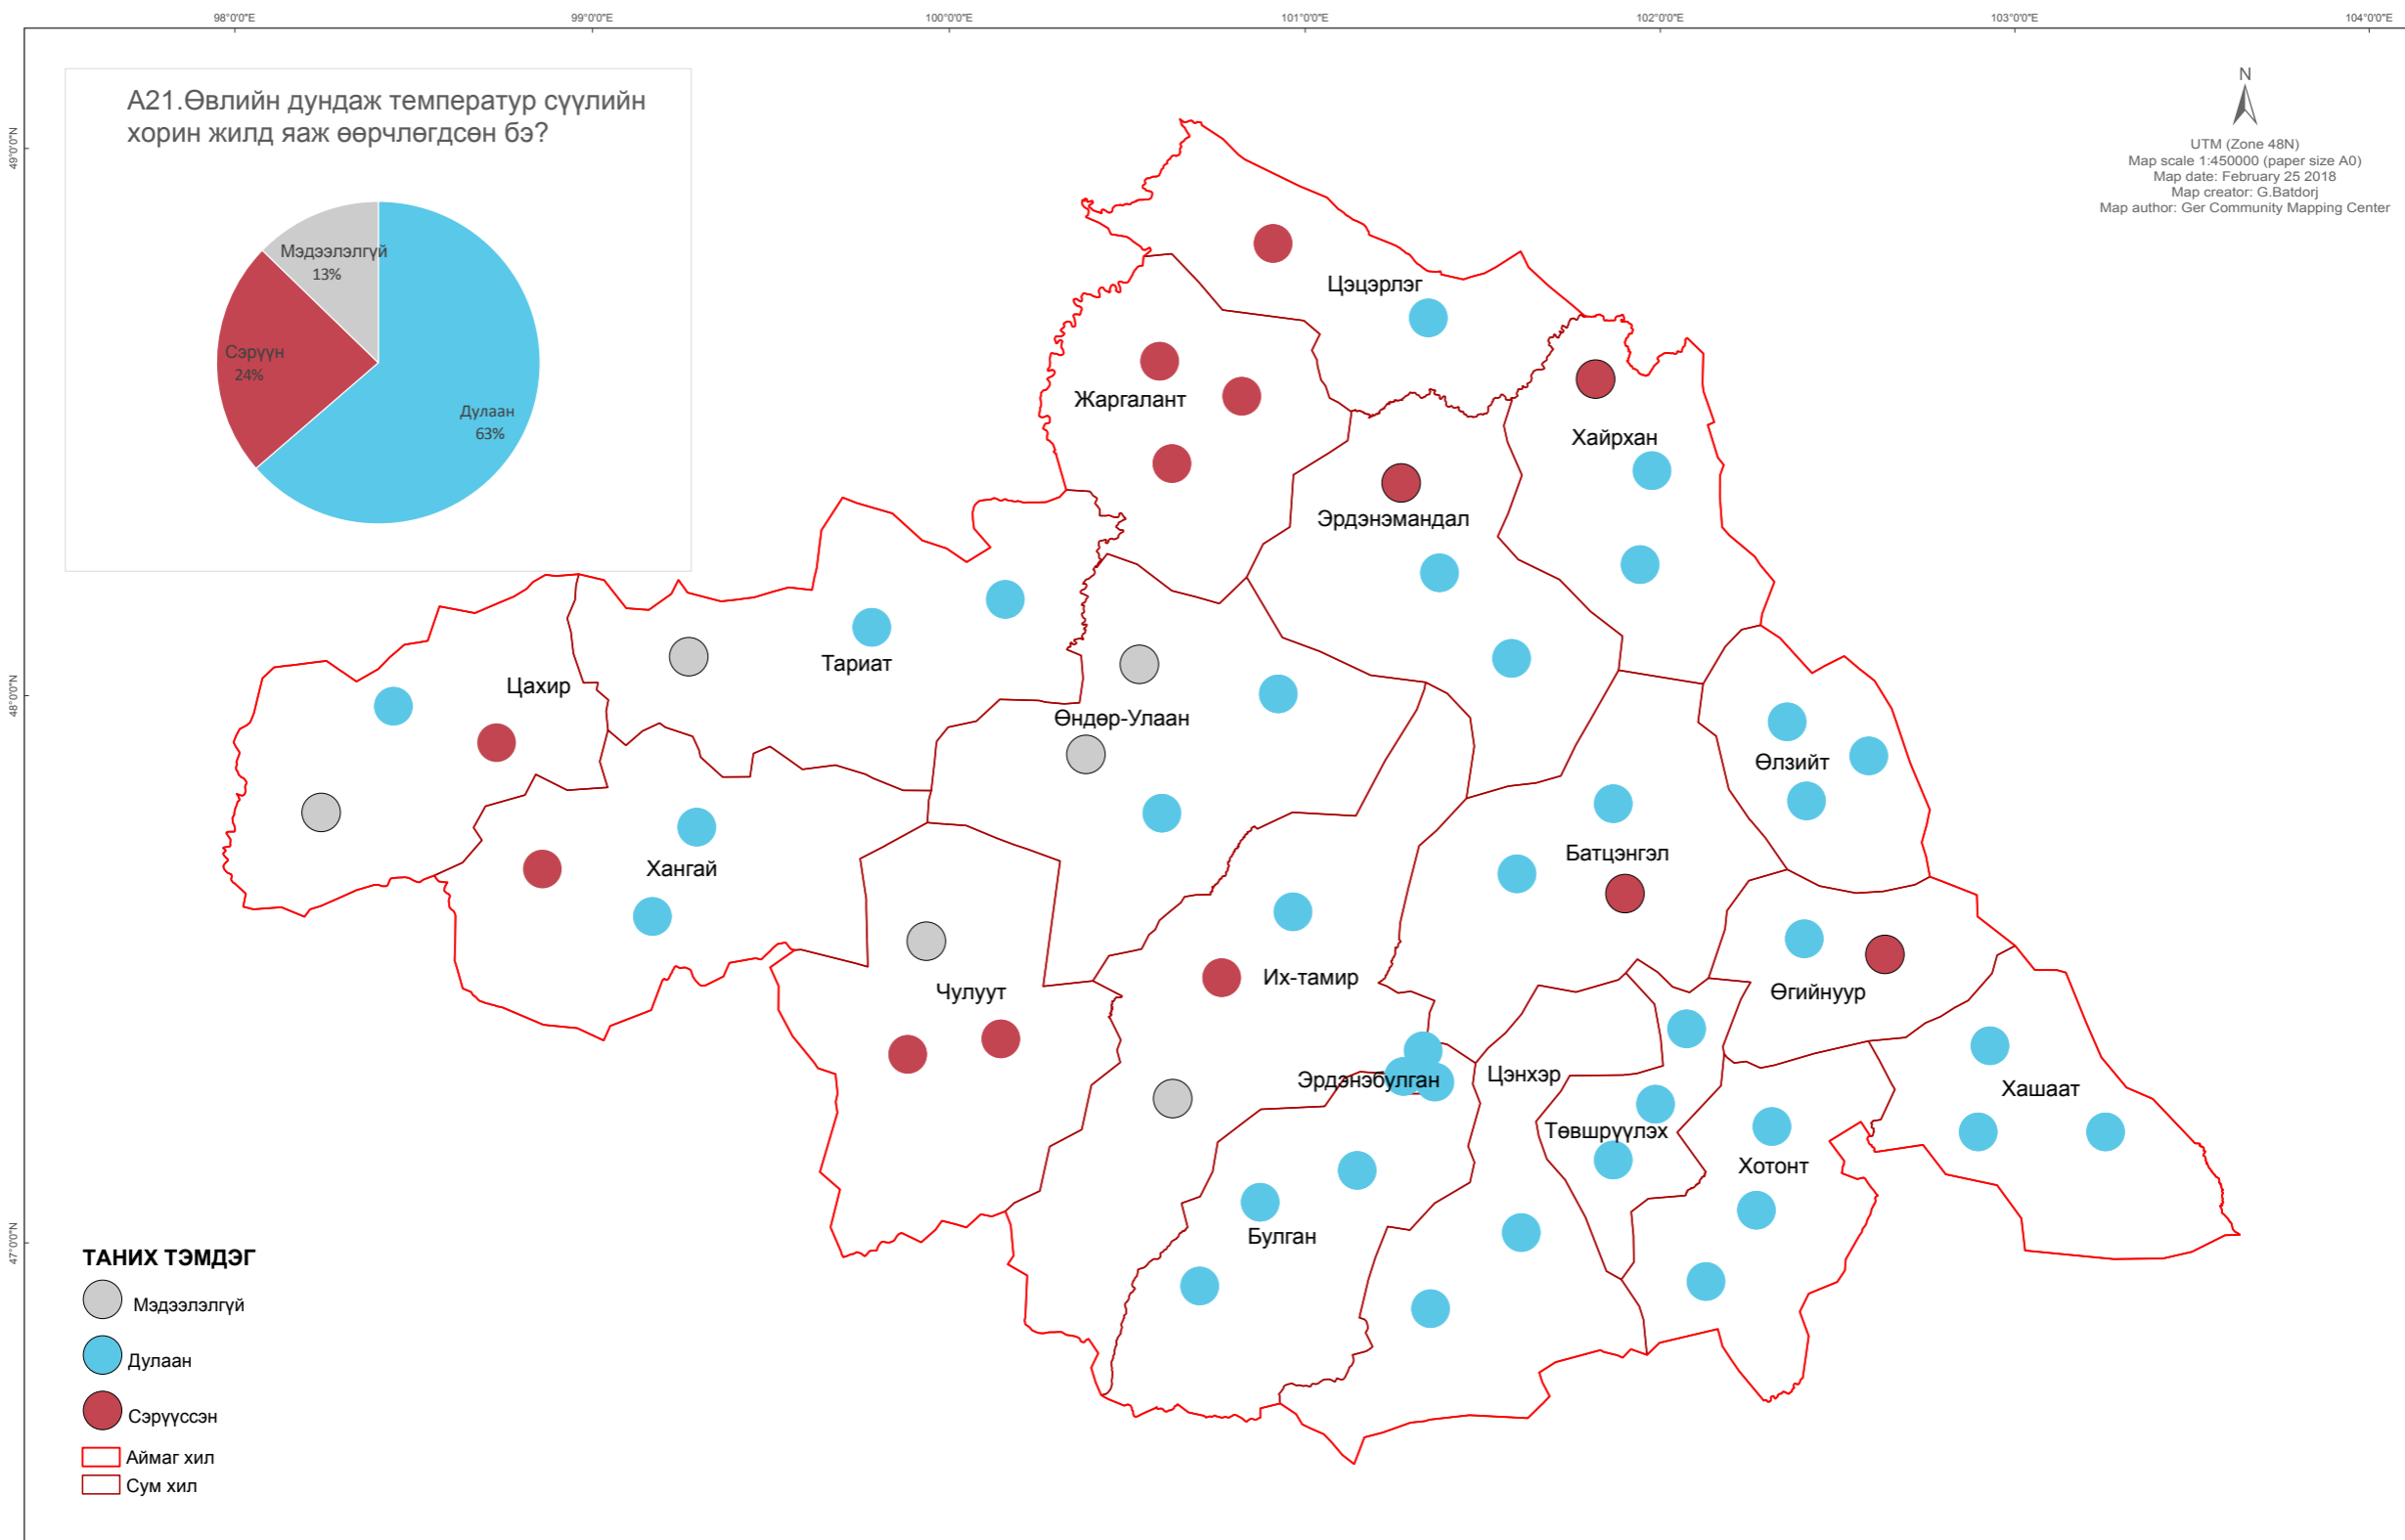 98°0'0"E
99°0'0"E
100°0'0"E
101°0'0"E
102°0'0"E
103°0'0"E
104°0'0"E
А21.Өвлийн дундаж температур сүүлийн
хорин жилд яаж өөрчлөгдсөн бэ?
Мэдээлэлгүй
13%
Сэрүүн
24%
Дулаан
63%
N
UTM (Zone 48N)
Map scale 1:450000 (paper size A0)
Map date: February 25 2018
Map creator: G.Batdorj
Map author: Ger Community Mapping Center
49°0'0"N
48°0'0"N
47°0'0"N
Цэцэрлэг
Жаргалант
Хайрхан
Эрдэнэмандал
Тариат
Цахир
Өндөр-Улаан
Өлзийт
Батцэнгэл
Хангай
Их-тамир
Чулуут
Өгийнуур
Эрдэнэбулган
Цэнхэр
Хашаат
Төвшрүүлэх
Хотонт
Булган
ТАНИХ ТЭМДЭГ
Мэдээлэлгүй
Дулаан
Сэрүүссэн
Аймаг хил
Сум хил